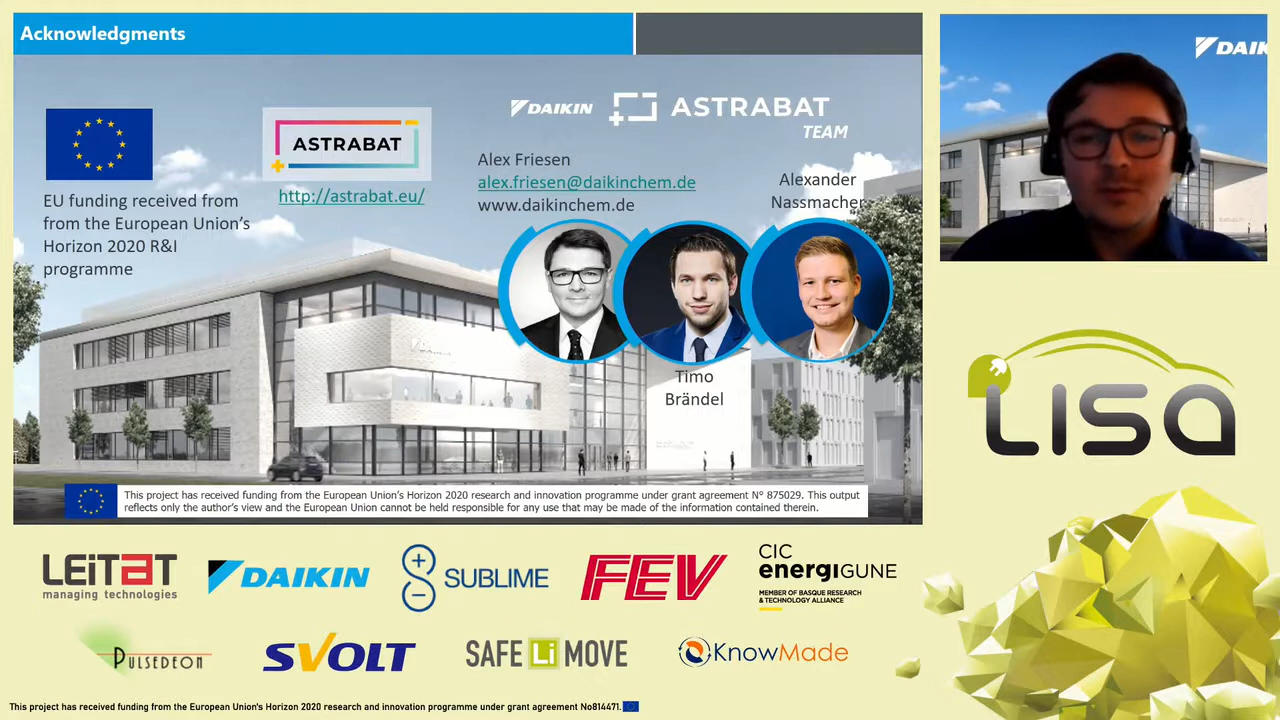 Acknowledgments
DAIKIN
ASTRABAT
TEAM
ASTRABAT
http://astrabat.eu/
EU funding received from
from the European Union's
Horizon 2020 R&I
programme
Alex Friesen
alex.friesen@daikinchem.de
www.daikinchem.de
Alexander
Nassmacher
Timo
Brändel
This project has received funding from the European Union's Horizon 2020 research and innovation programme under grant agreement N° 875029. This output
reflects only the author's view and the European Union cannot be held responsible for any use that may be made of the information contained therein.
DAIK
LISA
LEITAT
managing technologies
DAIKIN
SUBLIME
FEV
CIC
energiGUNE
MEMBER OF BASQUE RESEARCH
& TECHNOLOGY ALLIANCE
PULSEDEON
SVOLT
SAFE Li MOVE
KnowMade
This project has received funding from the European Union's Horizon 2020 research and innovation programme under grant agreement No814471.